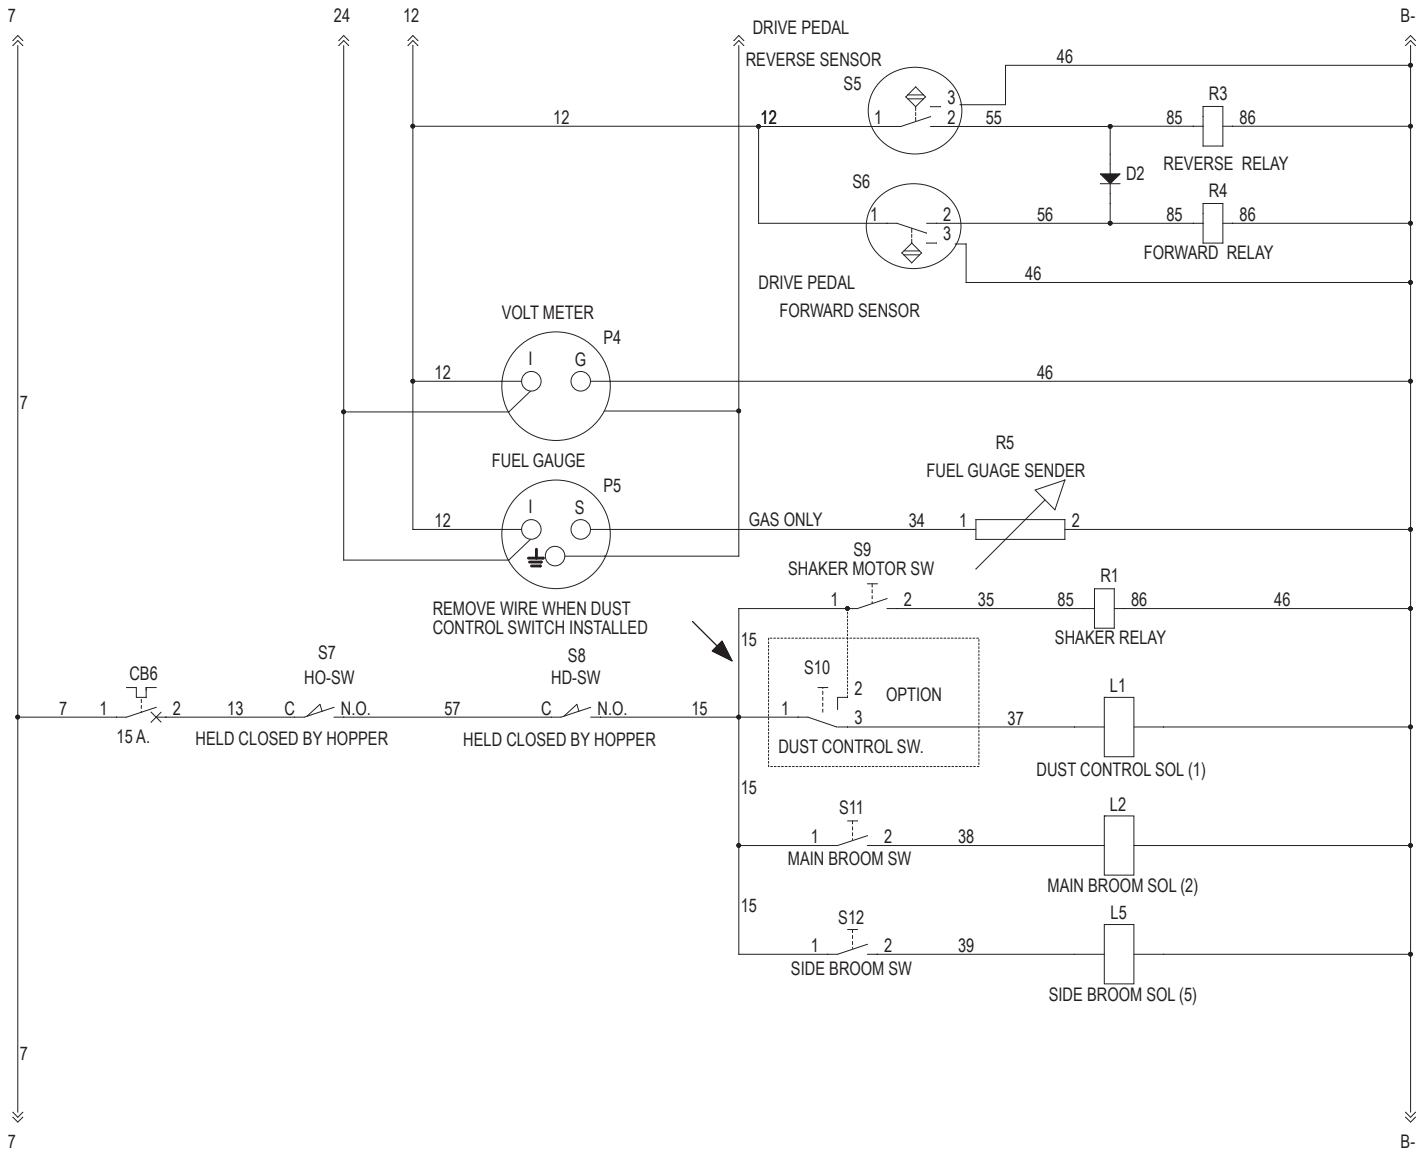 7
24
12
B-
DRIVE PEDAL
REVERSE SENSOR
S5
46
3
R3
12
12
1
2
55
85
86
REVERSE RELAY
D2
S6
R4
1
2
56
85
86
3
FORWARD RELAY
46
DRIVE PEDAL
FORWARD SENSOR
VOLT METER
P4
I
G
12
46
7
R5
FUEL GAUGE
FUEL GUAGE SENDER
P5
I
S
12
GAS ONLY
34
1
2
S9
SHAKER MOTOR SW
R1
1
2
35
85
86
46
REMOVE WIRE WHEN DUST
CONTROL SWITCH INSTALLED
SHAKER RELAY
15
S7
HO-SW
S8
HD-SW
S10
CB6
2
OPTION
L1
7
1
2
13
C
N.O.
57
C
N.O.
15
1
3
37
15 A.
HELD CLOSED BY HOPPER
HELD CLOSED BY HOPPER
DUST CONTROL SW.
DUST CONTROL SOL (1)
15
S11
L2
1
2
38
MAIN BROOM SW
MAIN BROOM SOL (2)
15
S12
L5
1
2
39
SIDE BROOM SW
SIDE BROOM SOL (5)
7
7
B-